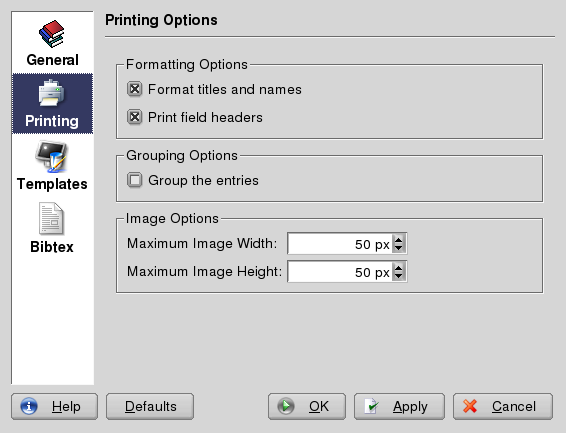 Printing Options
General
Printing
Templates
Bibtex
Formatting Options
Format titles and names
Print field headers
Grouping Options
Group the entries
Image Options
Maximum Image Width: 50 px
Maximum Image Height: 50 px
Help Defaults OK Apply Cancel